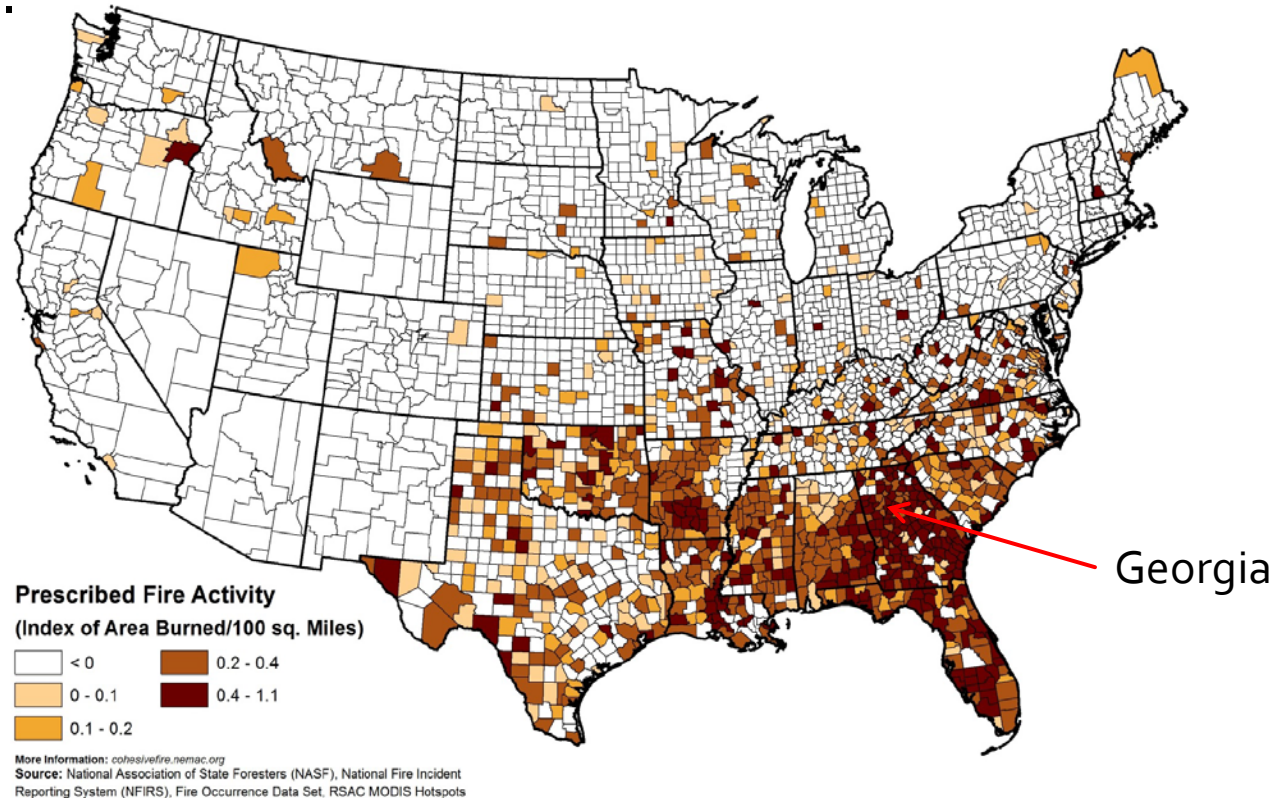 Georgia
Prescribed Fire Activity
(Index of Area Burned/100 sq. Miles)
< 0
0.2 - 0.4
0 - 0.1
0.4 - 1.1
0.1 - 0.2
More Information: cohesivefire.nemac.org
Source: National Association of State Foresters (NASF), National Fire Incident
Reporting System (NFIRS), Fire Occurrence Data Set, RSAC MODIS Hotspots